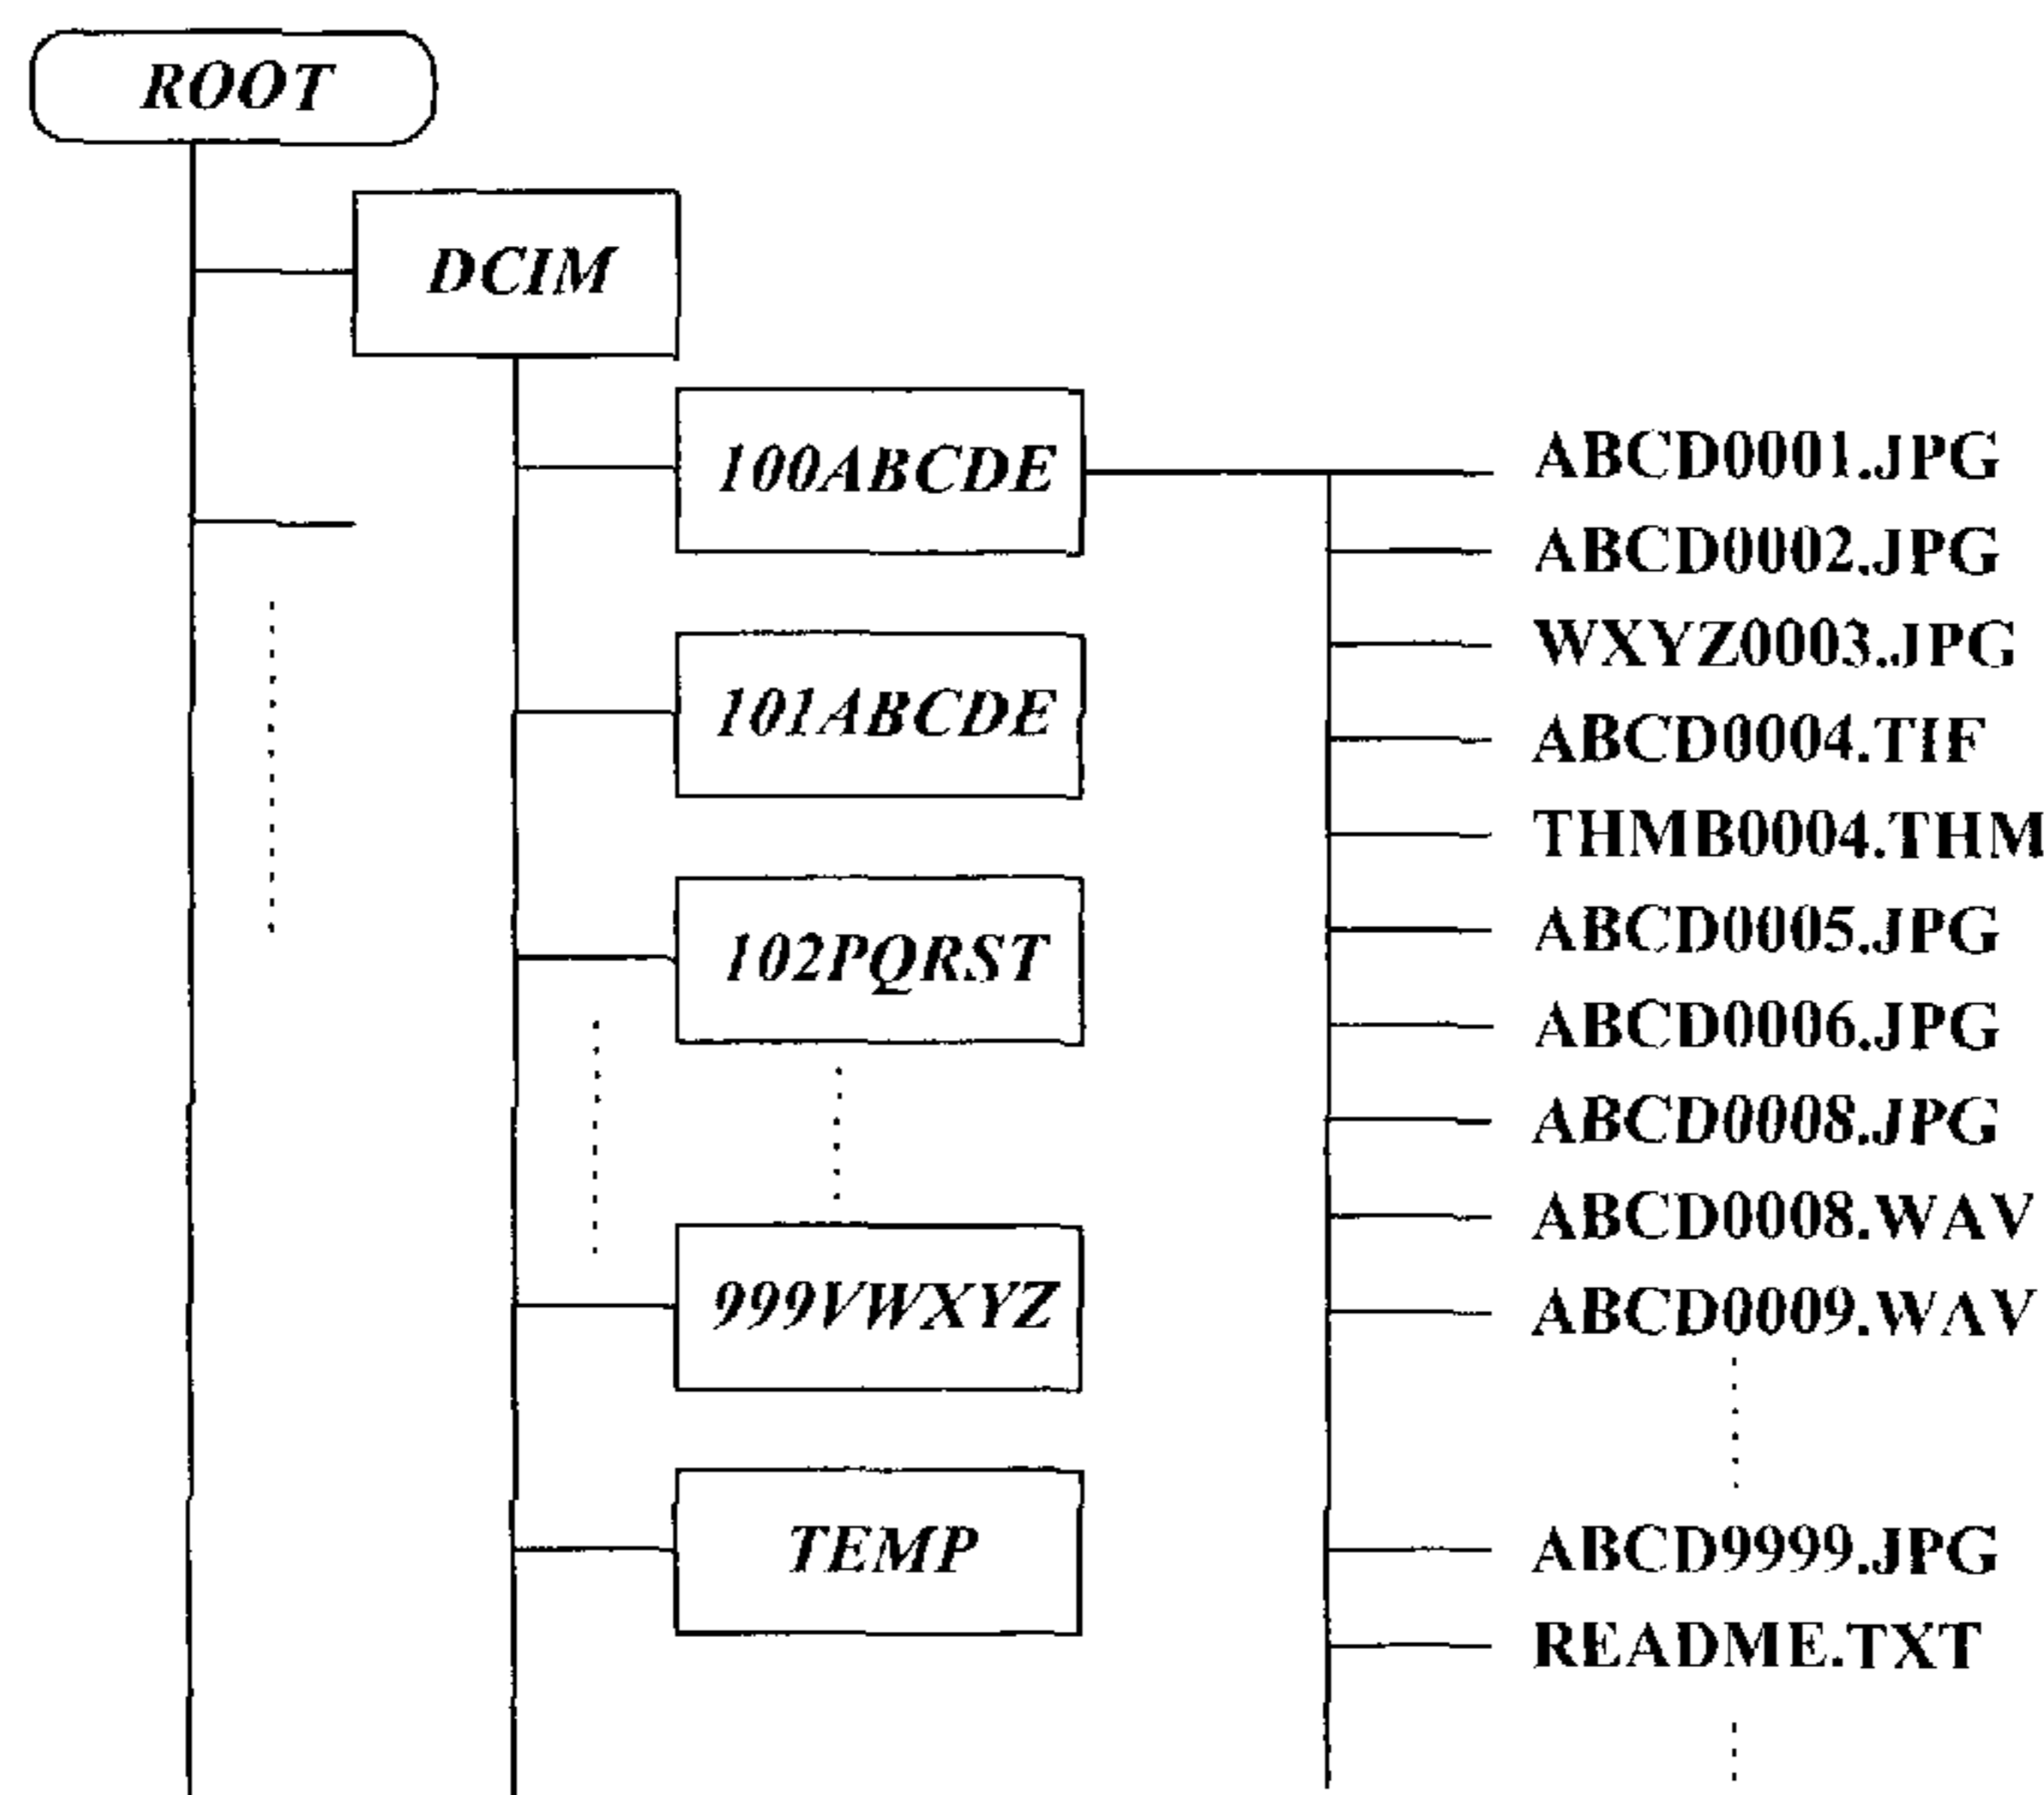 ROOT
DCIM
100ABCDE
101ABCDE
102PQRST
999VWXYZ
TEMP
ABCD0001.JPG
ABCD0002.JPG
WXYZ0003.JPG
ABCD0004.TIF
THMB0004.THM
ABCD0005.JPG
ABCD0006.JPG
ABCD0008.JPG
ABCD0008.WAV
ABCD0009.WAV
ABCD9999.JPG
README.TXT